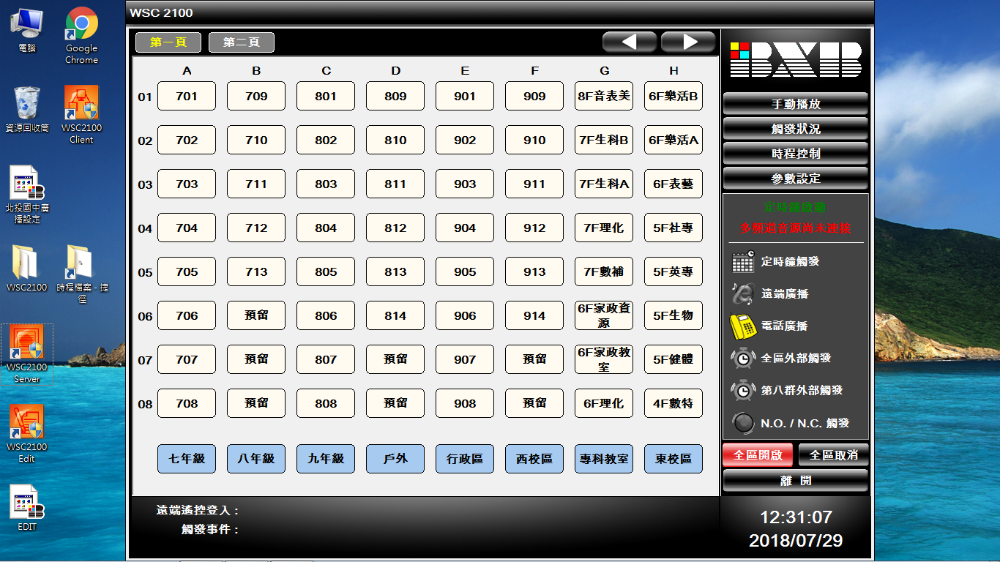 電腦
Google
Chrome
資源回收筒
WSC2100
Client
北投國中廣
播設定
WSC2100
時程檔案 - 捷
徑
WSC2100
Server
WSC2100
Edit
EDIT
WSC 2100
第一頁 第二頁
A B C D E F G H
01 701 709 801 809 901 909 8F音表美 6F樂活B
02 702 710 802 810 902 910 7F生科B 6F樂活A
03 703 711 803 811 903 911 7F生科A 6F表藝
04 704 712 804 812 904 912 7F理化 5F社專
05 705 713 805 813 905 913 7F數補 5F英專
06 706 預留 806 814 906 914 6F家政資源 5F生物
07 707 預留 807 預留 907 預留 6F家政教室 5F健體
08 708 預留 808 預留 908 預留 6F理化 4F數特
七年級 八年級 九年級 戶外 行政區 西校區 專科教室 東校區
遠端遙控登入：
觸發事件：
BXB
手動播放
觸發狀況
時程控制
參數設定
定時鐘啟動
多頻道音源尚未連接
定時鐘觸發
遠端廣播
電話廣播
全區外部觸發
第八群外部觸發
N.O. / N.C. 觸發
全區開啟 全區取消
離 開
12:31:07
2018/07/29